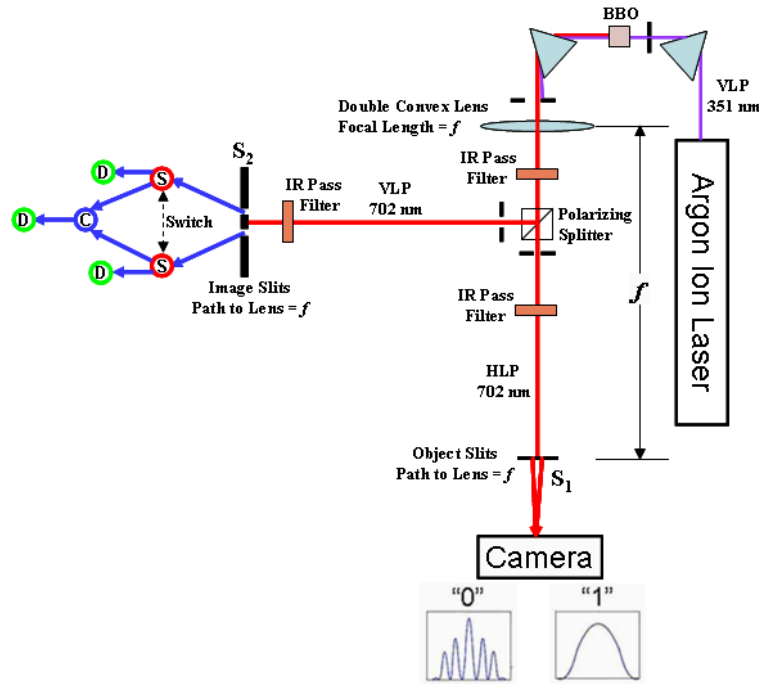 BBO
VLP
351 nm
Double Convex Lens
Focal Length = f
S2
IR Pass
Filter
D
S
IR Pass
Filter
VLP
702 nm
D
C
Switch
Polarizing
Splitter
D
S
Image Slits
Path to Lens = f
IR Pass
Filter
f
Argon Ion Laser
HLP
702 nm
Object Slits
Path to Lens = f
S1
Camera
“0”
“1”